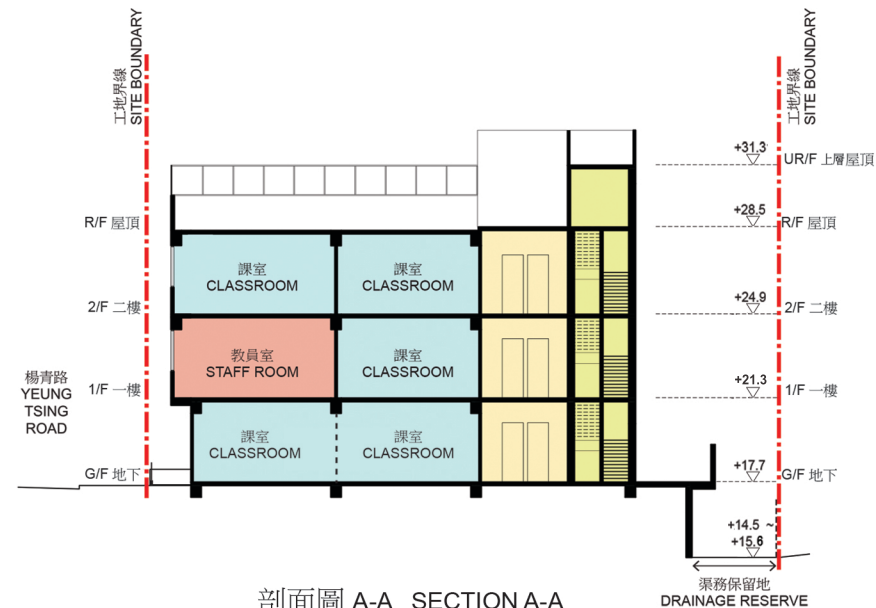 工地界線
SITE BOUNDARY
工地界線
SITE BOUNDARY
+31.3
UR/F 上層屋頂
R/F 屋頂
+28.5
R/F 屋頂
課室
CLASSROOM
課室
CLASSROOM
2/F 二樓
+24.9
2/F 二樓
教員室
STAFF ROOM
課室
CLASSROOM
楊青路
YEUNG
TSING
ROAD
1/F 一樓
+21.3
1/F 一樓
課室
CLASSROOM
課室
CLASSROOM
G/F 地下
+17.7
G/F 地下
+14.5 ~
+15.6
渠務保留地
DRAINAGE RESERVE
剖面圖 A-A SECTION A-A